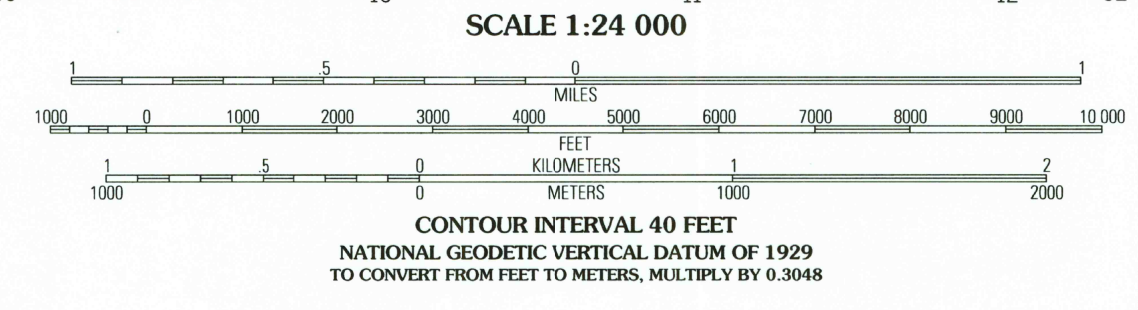 SCALE 1:24 000
1 .5 0 1
MILES
1000 0 1000 2000 3000 4000 5000 6000 7000 8000 9000 10 000
FEET
1 .5 0 KILOMETERS 1 2
1000 0 METERS 1000 2000
CONTOUR INTERVAL 40 FEET
NATIONAL GEODETIC VERTICAL DATUM OF 1929
TO CONVERT FROM FEET TO METERS, MULTIPLY BY 0.3048